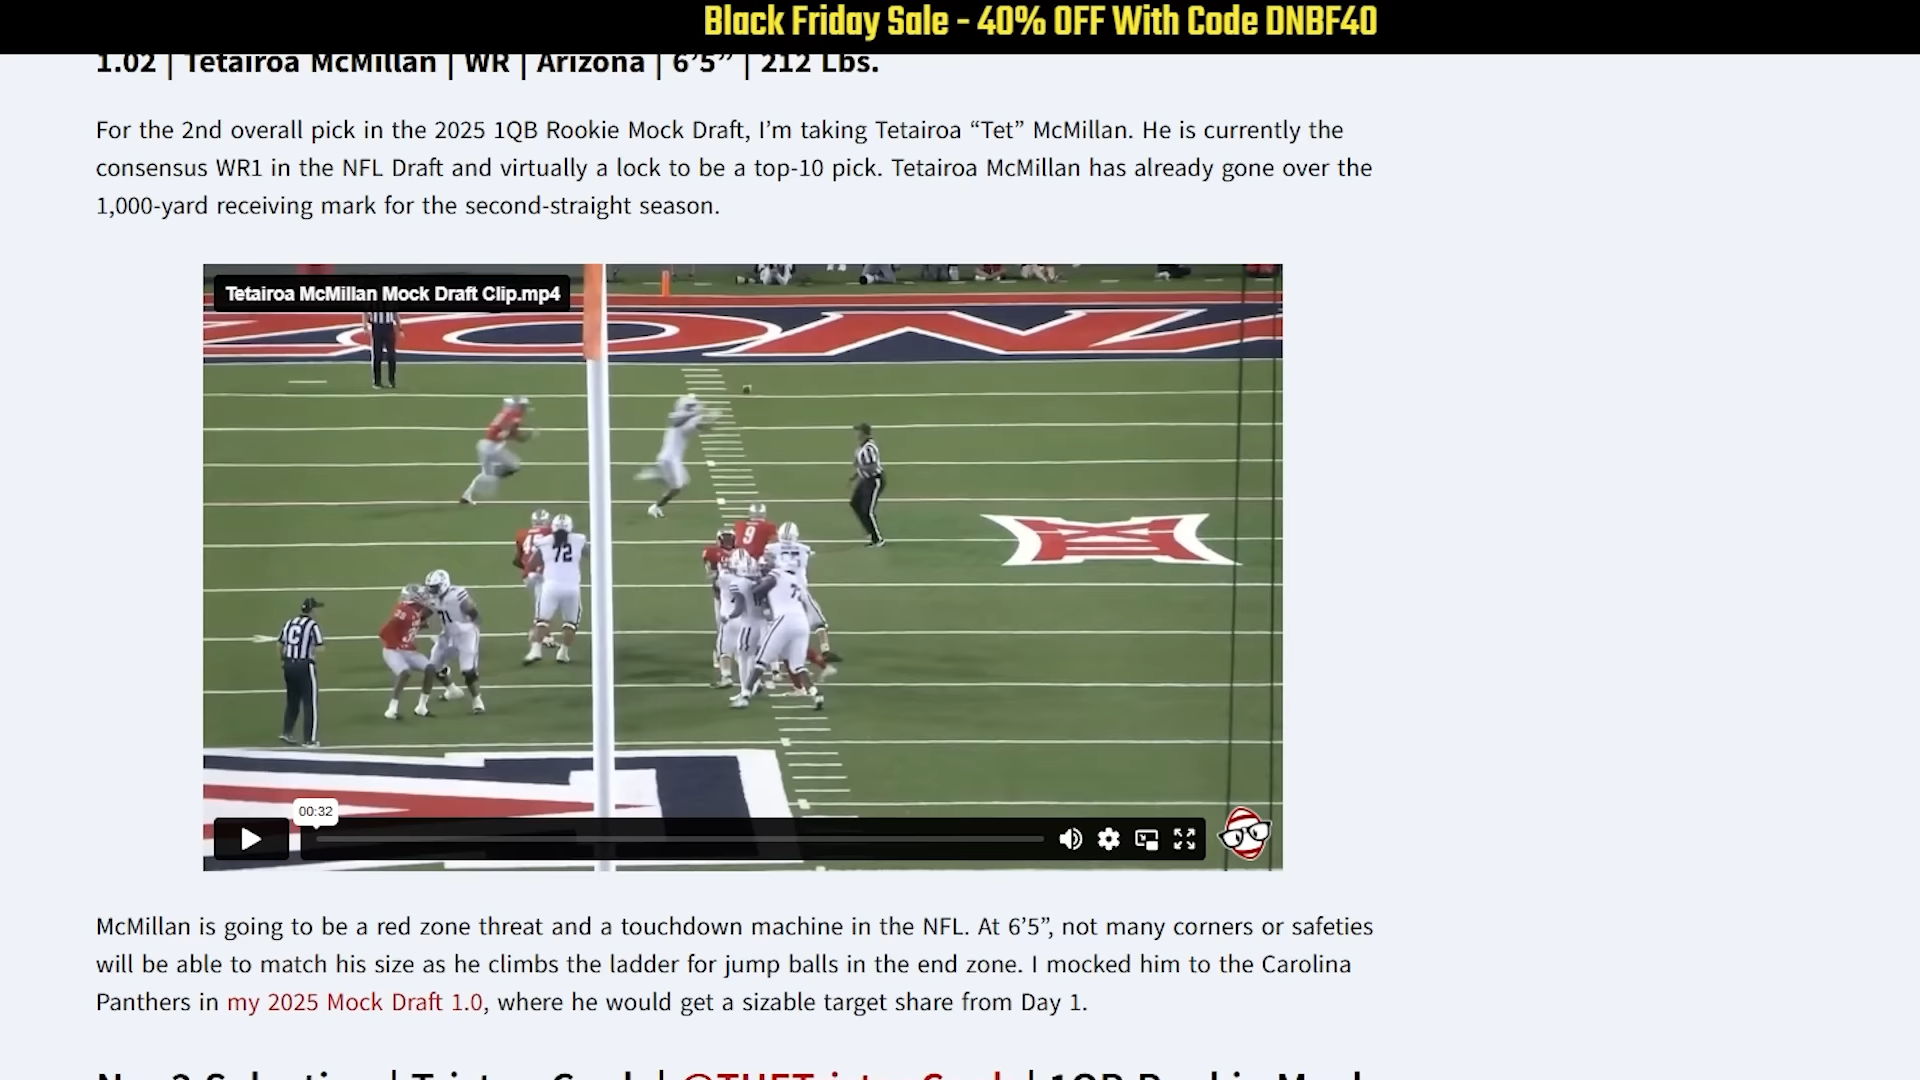 Black Friday Sale - 40% OFF With Code DNBF40
1.02 | Tetairoa McMillan | WR | Arizona | 6’5” | 212 Lbs.
For the 2nd overall pick in the 2025 1QB Rookie Mock Draft, I’m taking Tetairoa “Tet” McMillan. He is currently the
consensus WR1 in the NFL Draft and virtually a lock to be a top-10 pick. Tetairoa McMillan has already gone over the
1,000-yard receiving mark for the second-straight season.
Tetairoa McMillan Mock Draft Clip.mp4
9
72
71
C
00:32
McMillan is going to be a red zone threat and a touchdown machine in the NFL. At 6’5”, not many corners or safeties
will be able to match his size as he climbs the ladder for jump balls in the end zone. I mocked him to the Carolina
Panthers in my 2025 Mock Draft 1.0, where he would get a sizable target share from Day 1.